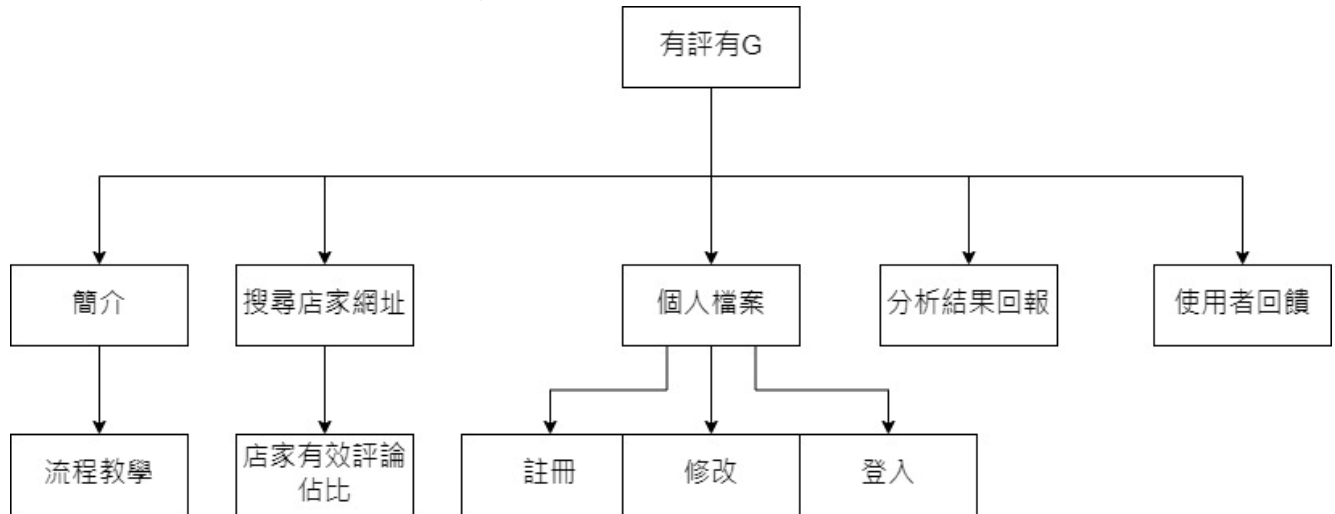 有評有G
簡介
搜尋店家網址
個人檔案
分析結果回報
使用者回饋
流程教學
店家有效評論
佔比
註冊
修改
登入